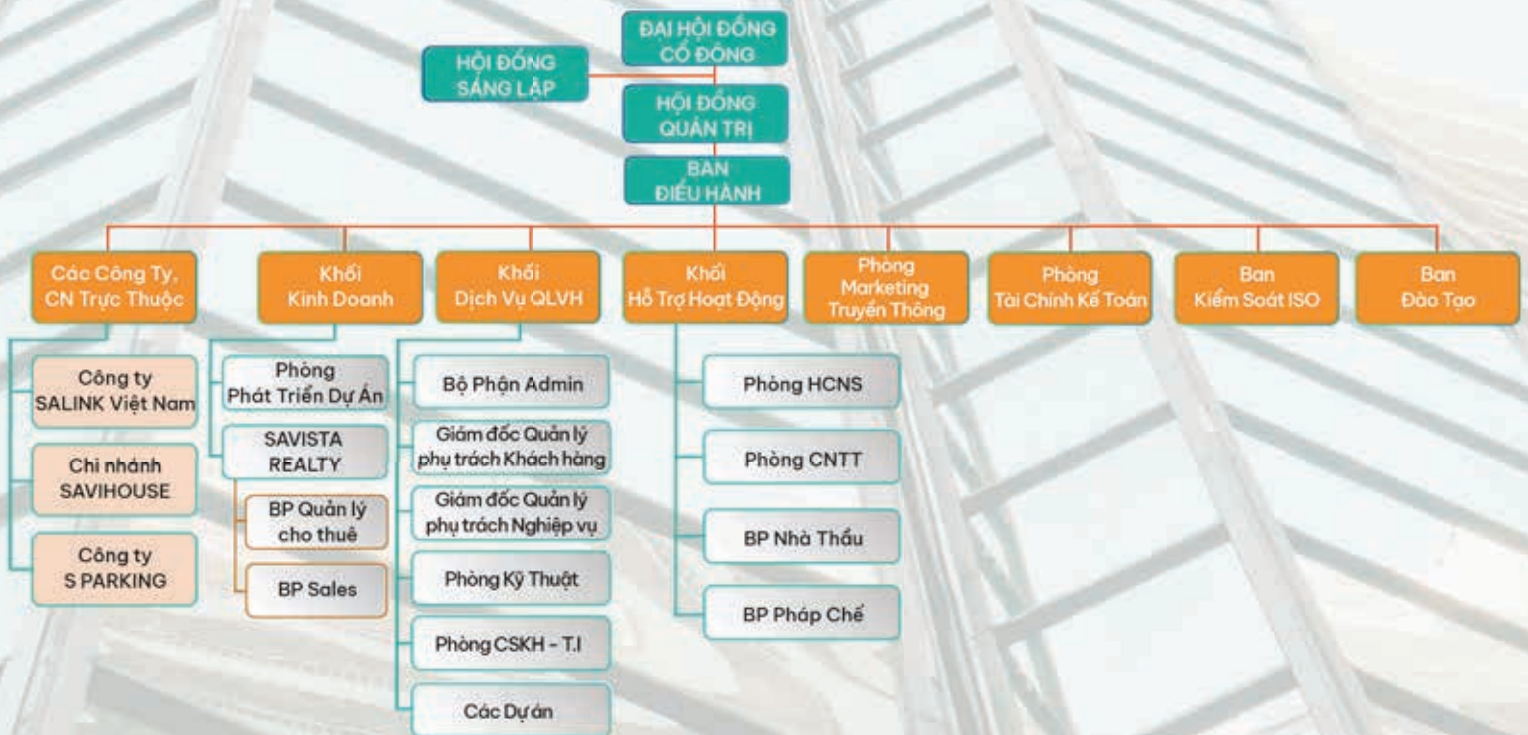 ĐẠI HỘI ĐỒNG
CỔ ĐÔNG
HỘI ĐỒNG
SÁNG LẬP
HỘI ĐỒNG
QUẢN TRỊ
BAN
ĐIỀU HÀNH
Các Công Ty,
CN Trực Thuộc
Khối
Kinh Doanh
Khối
Dịch Vụ QLVH
Khối
Hỗ Trợ Hoạt Động
Phòng
Marketing
Truyền Thông
Phòng
Tài Chính Kế Toán
Ban
Kiểm Soát ISO
Ban
Đào Tạo
Công ty
SALINK Việt Nam
Chi nhánh
SAVIHOUSE
Công ty
S PARKING
Phòng
Phát Triển Dự Án
SAVISTA
REALTY
BP Quản lý
cho thuê
BP Sales
Bộ Phận Admin
Giám đốc Quản lý
phụ trách Khách hàng
Giám đốc Quản lý
phụ trách Nghiệp vụ
Phòng Kỹ Thuật
Phòng CSKH - T.I
Các Dự án
Phòng HCNS
Phòng CNTT
BP Nhà Thầu
BP Pháp Chế